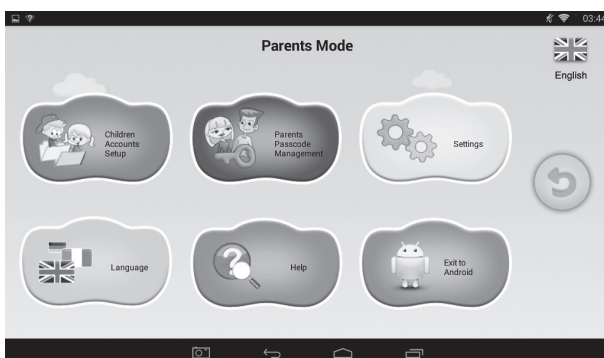 03:44
Parents Mode
English
Children
Accounts
Setup
Parents
Passcode
Management
Settings
Language
Help
Exit to
Android